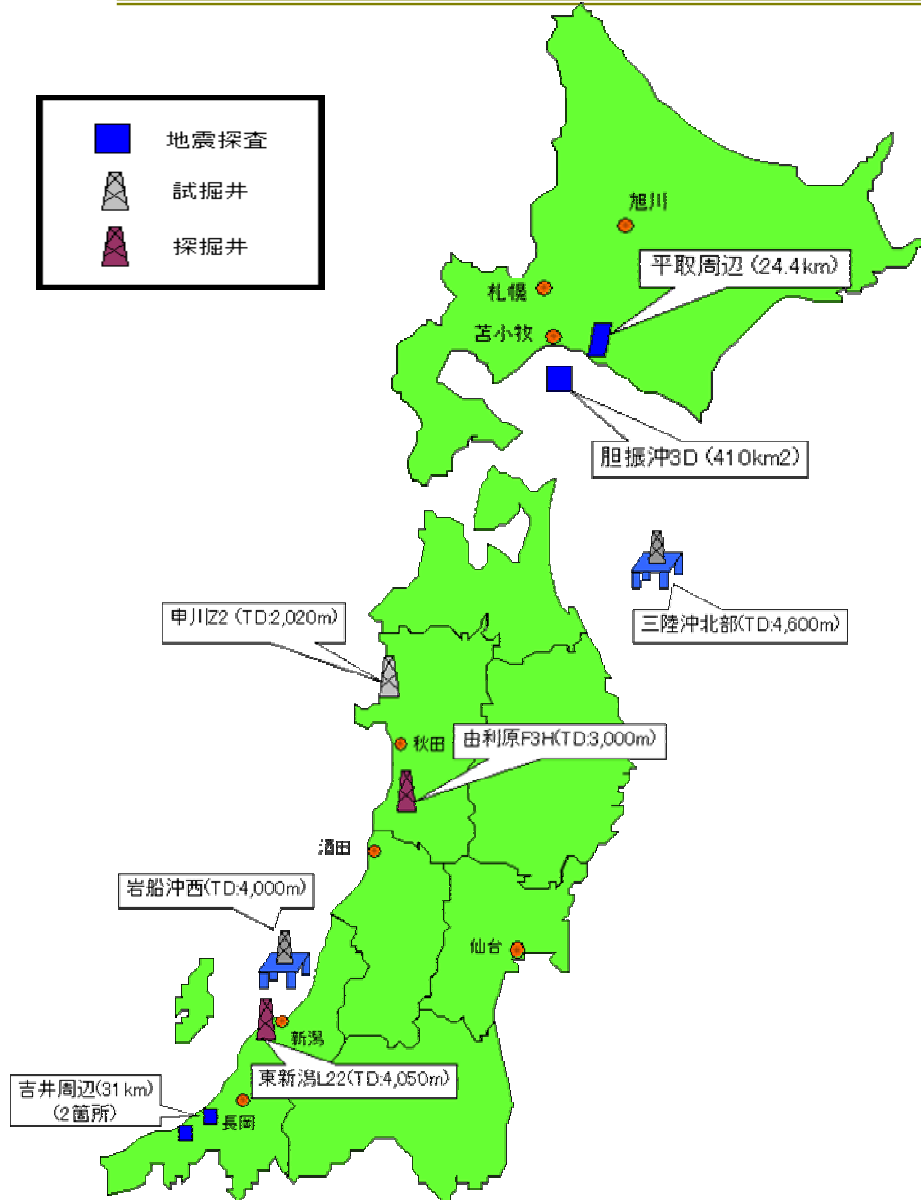 地震探査
試掘井
探掘井
旭川
平取周辺 (24.4km)
札幌
苫小牧
胆振沖3D (410km2)
三陸沖北部(TD:4,600m)
申川Z2 (TD:2,020m)
秋田
由利原F3H(TD:3,000m)
酒田
岩船沖西(TD:4,000m)
仙台
新潟
東新潟L22(TD:4,050m)
吉井周辺(31km)
(2箇所)
長岡